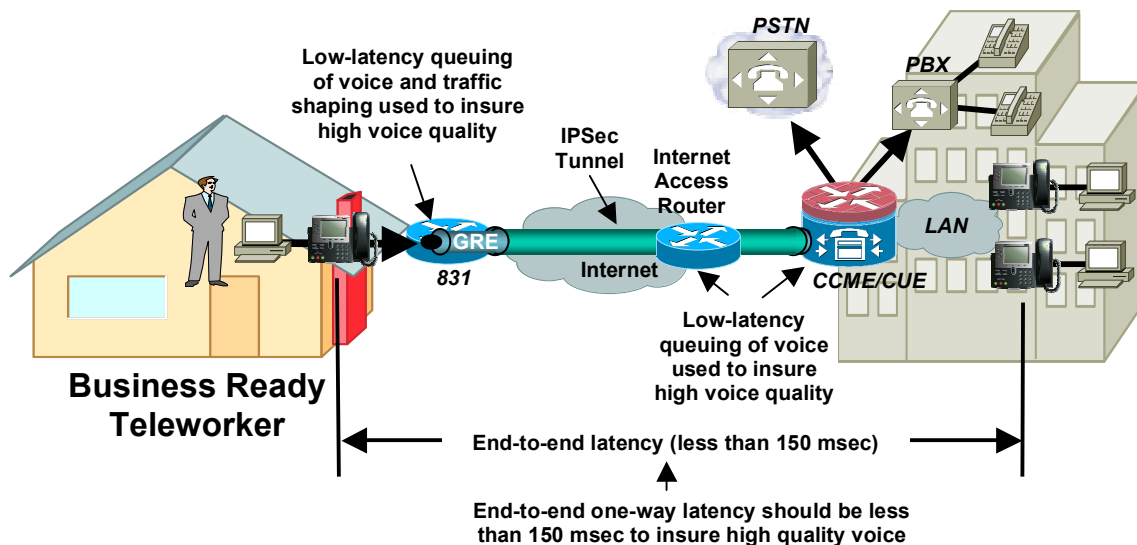 PSTN
PBX
Low-latency queuing
of voice and traffic
shaping used to insure
high voice quality
IPSec
Tunnel
Internet
Access
Router
LAN
GRE
831
Internet
CCME/CUE
Low-latency
queuing of voice
used to insure
high voice quality
Business Ready
Teleworker
End-to-end latency (less than 150 msec)
End-to-end one-way latency should be less
than 150 msec to insure high quality voice